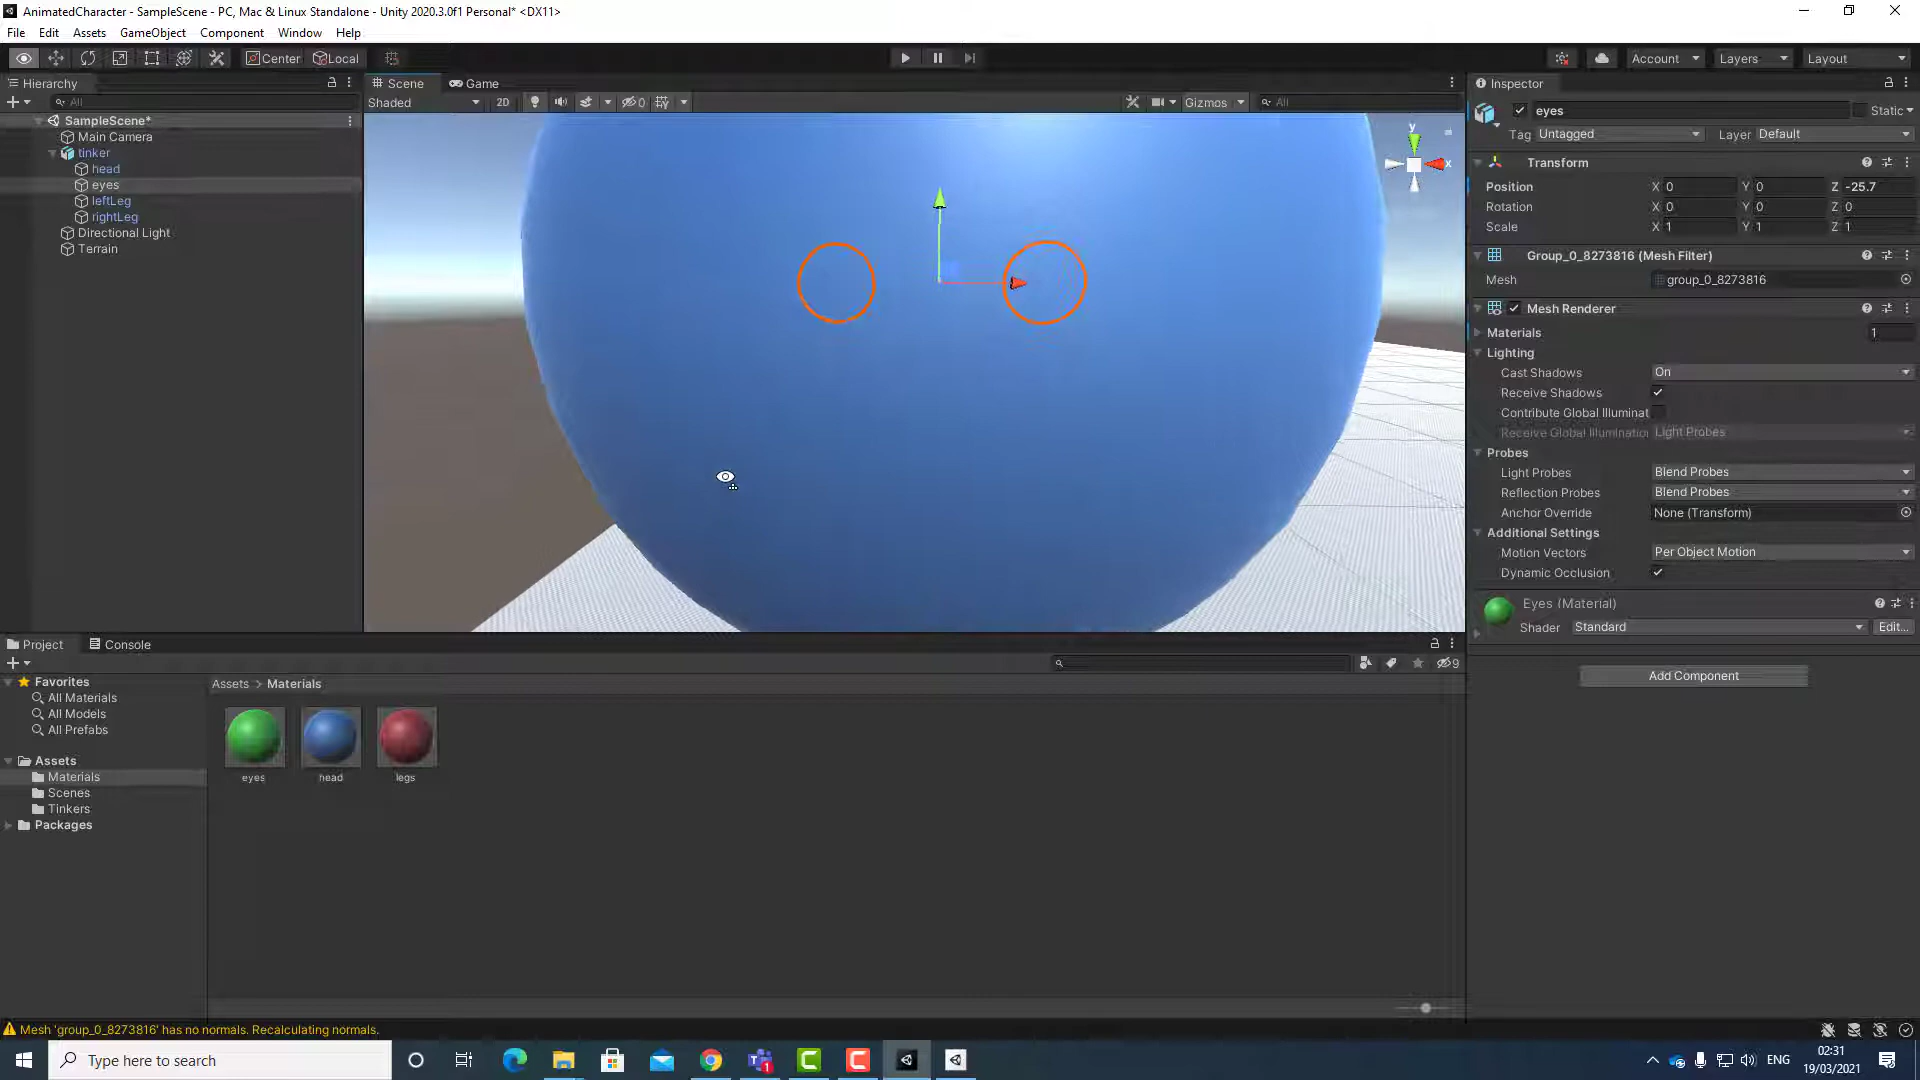 AnimatedCharacter - SampleScene - PC, Mac & Linux Standalone - Unity 2020.3.0f1 Personal* <DX11>
File Edit Assets GameObject Component Window Help
Center Local Account Layers Layout
Hierarchy
All
SampleScene*
Main Camera
tinker
head
eyes
leftLeg
rightLeg
Directional Light
Terrain
Scene Game
Shaded 2D 0 Gizmos All
y
x
Inspector
eyes Static
Tag Untagged Layer Default
Transform
Position X 0 Y 0 Z -25.7
Rotation X 0 Y 0 Z 0
Scale X 1 Y 1 Z 1
Group_0_8273816 (Mesh Filter)
Mesh group_0_8273816
Mesh Renderer
Materials 1
Lighting
Cast Shadows On
Receive Shadows
Contribute Global Illuminat
Receive Global Illumination Light Probes
Probes
Light Probes Blend Probes
Reflection Probes Blend Probes
Anchor Override None (Transform)
Additional Settings
Motion Vectors Per Object Motion
Dynamic Occlusion
Eyes (Material)
Shader Standard Edit...
Add Component
Project Console
9
Favorites
All Materials
All Models
All Prefabs
Assets
Materials
Scenes
Tinkers
Packages
Assets > Materials
eyes head legs
Mesh 'group_0_8273816' has no normals. Recalculating normals.
Type here to search
1
ENG
02:31
19/03/2021